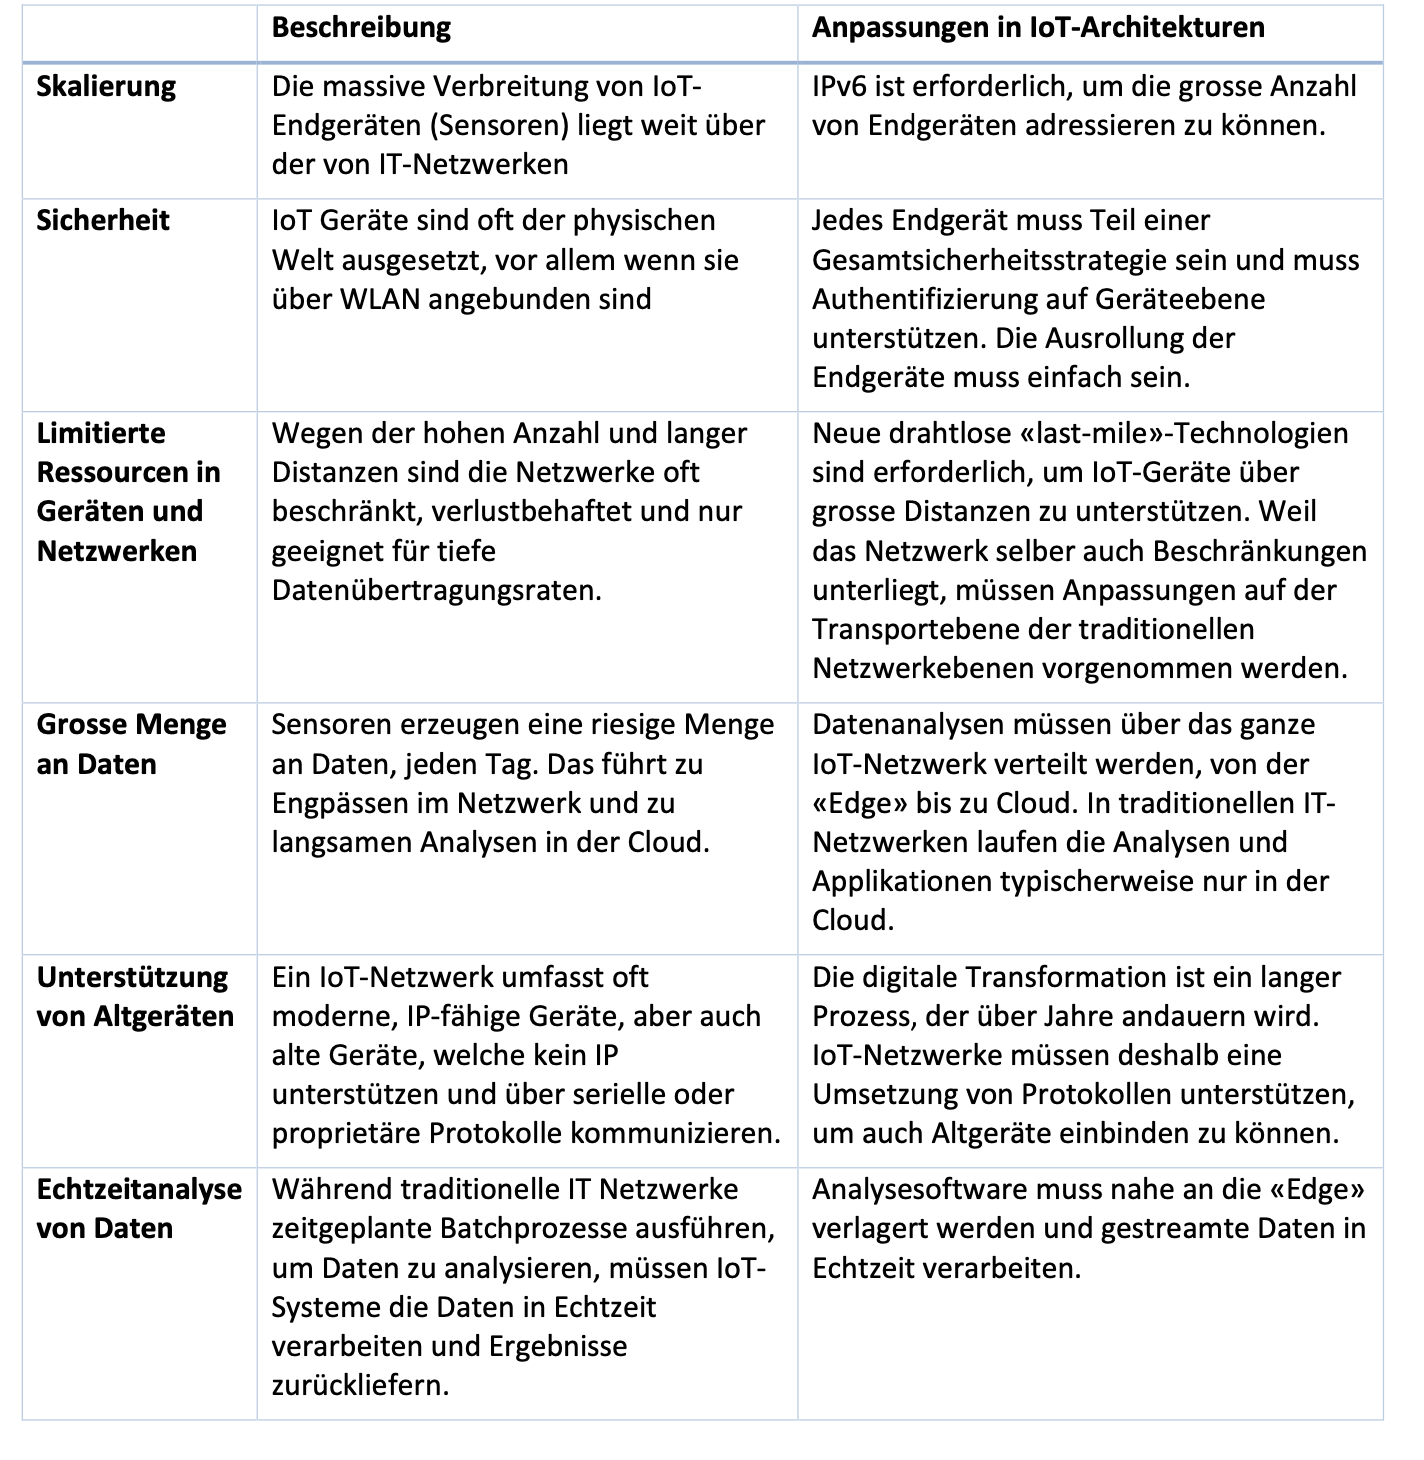 Beschreibung
Anpassungen in IoT-Architekturen
Skalierung
Die massive Verbreitung von IoT-
Endgeräten (Sensoren) liegt weit über
der von IT-Netzwerken
IPv6 ist erforderlich, um die grosse Anzahl
von Endgeräten adressieren zu können.
Sicherheit
IoT Geräte sind oft der physischen
Welt ausgesetzt, vor allem wenn sie
über WLAN angebunden sind
Jedes Endgerät muss Teil einer
Gesamtsicherheitsstrategie sein und muss
Authentifizierung auf Geräteebene
unterstützen. Die Ausrollung der
Endgeräte muss einfach sein.
Limitierte
Ressourcen in
Geräten und
Netzwerken
Wegen der hohen Anzahl und langer
Distanzen sind die Netzwerke oft
beschränkt, verlustbehaftet und nur
geeignet für tiefe
Datenübertragungsraten.
Neue drahtlose «last-mile»-Technologien
sind erforderlich, um IoT-Geräte über
grosse Distanzen zu unterstützen. Weil
das Netzwerk selber auch Beschränkungen
unterliegt, müssen Anpassungen auf der
Transportebene der traditionellen
Netzwerkebenen vorgenommen werden.
Grosse Menge
an Daten
Sensoren erzeugen eine riesige Menge
an Daten, jeden Tag. Das führt zu
Engpässen im Netzwerk und zu
langsamen Analysen in der Cloud.
Datenanalysen müssen über das ganze
IoT-Netzwerk verteilt werden, von der
«Edge» bis zu Cloud. In traditionellen IT-
Netzwerken laufen die Analysen und
Applikationen typischerweise nur in der
Cloud.
Unterstützung
von Altgeräten
Ein IoT-Netzwerk umfasst oft
moderne, IP-fähige Geräte, aber auch
alte Geräte, welche kein IP
unterstützen und über serielle oder
proprietäre Protokolle kommunizieren.
Die digitale Transformation ist ein langer
Prozess, der über Jahre andauern wird.
IoT-Netzwerke müssen deshalb eine
Umsetzung von Protokollen unterstützen,
um auch Altgeräte einbinden zu können.
Echtzeitanalyse
von Daten
Während traditionelle IT Netzwerke
zeitgeplante Batchprozesse ausführen,
um Daten zu analysieren, müssen IoT-
Systeme die Daten in Echtzeit
verarbeiten und Ergebnisse
zurückliefern.
Analysesoftware muss nahe an die «Edge»
verlagert werden und gestreamte Daten in
Echtzeit verarbeiten.